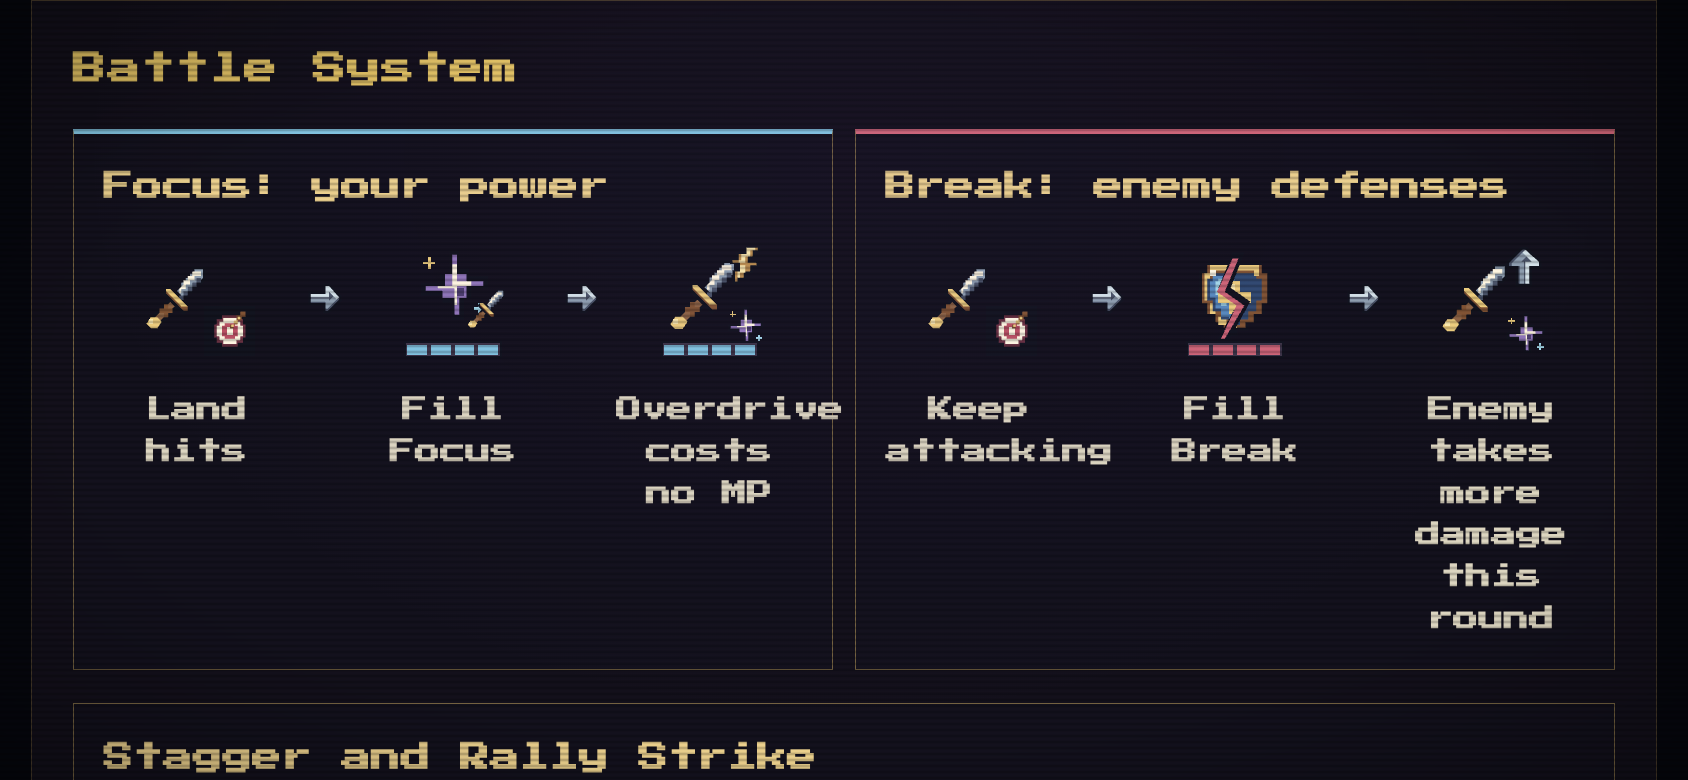 Battle System
Focus: your power
Land
hits
Fill
Focus
Overdrive
costs
no MP
Break: enemy defenses
Keep
attacking
Fill
Break
Enemy
takes
more
damage
this
round
Stagger and Rally Strike